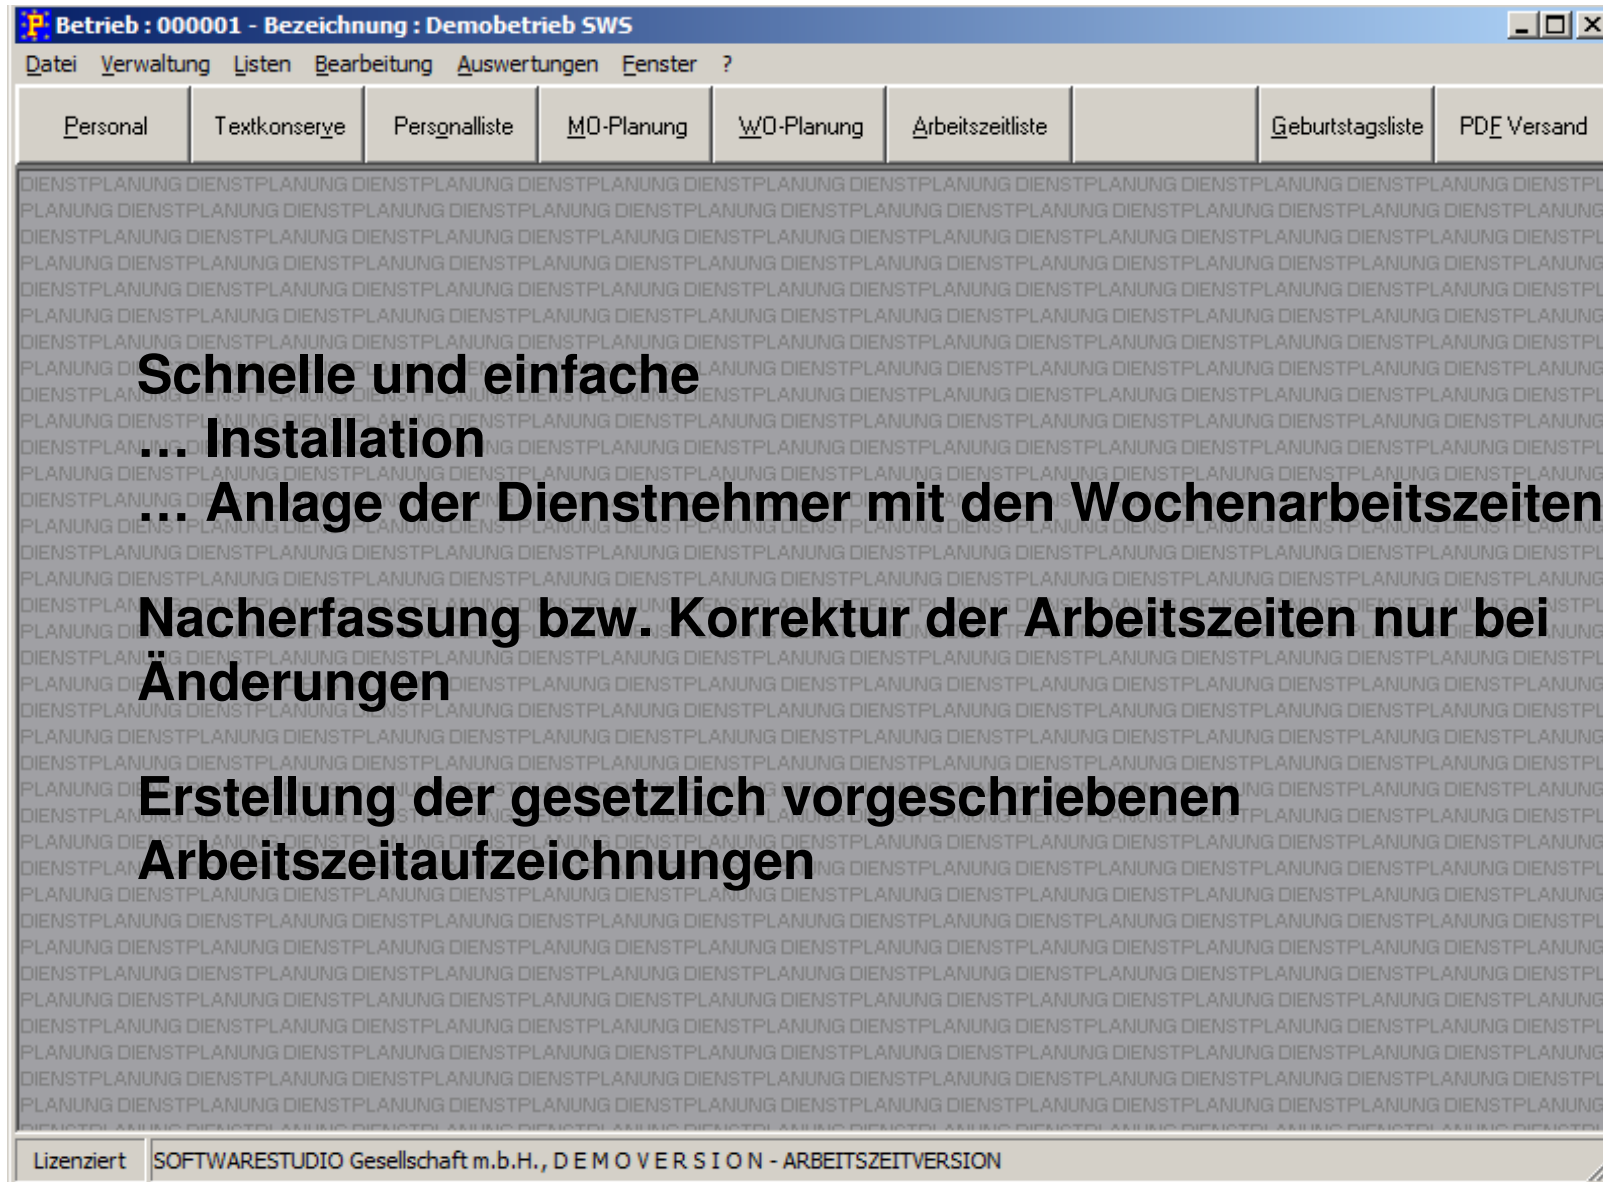 Betrieb : 000001 - Bezeichnung : Demobetrieb SWS
Datei Verwaltung Listen Bearbeitung Auswertungen Fenster ?
Personal Textkonserve Personalliste MO-Planung WO-Planung Arbeitszeitliste Geburtstagsliste PDF Versand
Schnelle und einfache
... Installation
... Anlage der Dienstnehmer mit den Wochenarbeitszeiten
Nacherfassung bzw. Korrektur der Arbeitszeiten nur bei
Änderungen
Erstellung der gesetzlich vorgeschriebenen
Arbeitszeitaufzeichnungen
Lizenziert SOFTWARESTUDIO Gesellschaft m.b.H., D E M O V E R S I O N - ARBEITSZEITVERSION